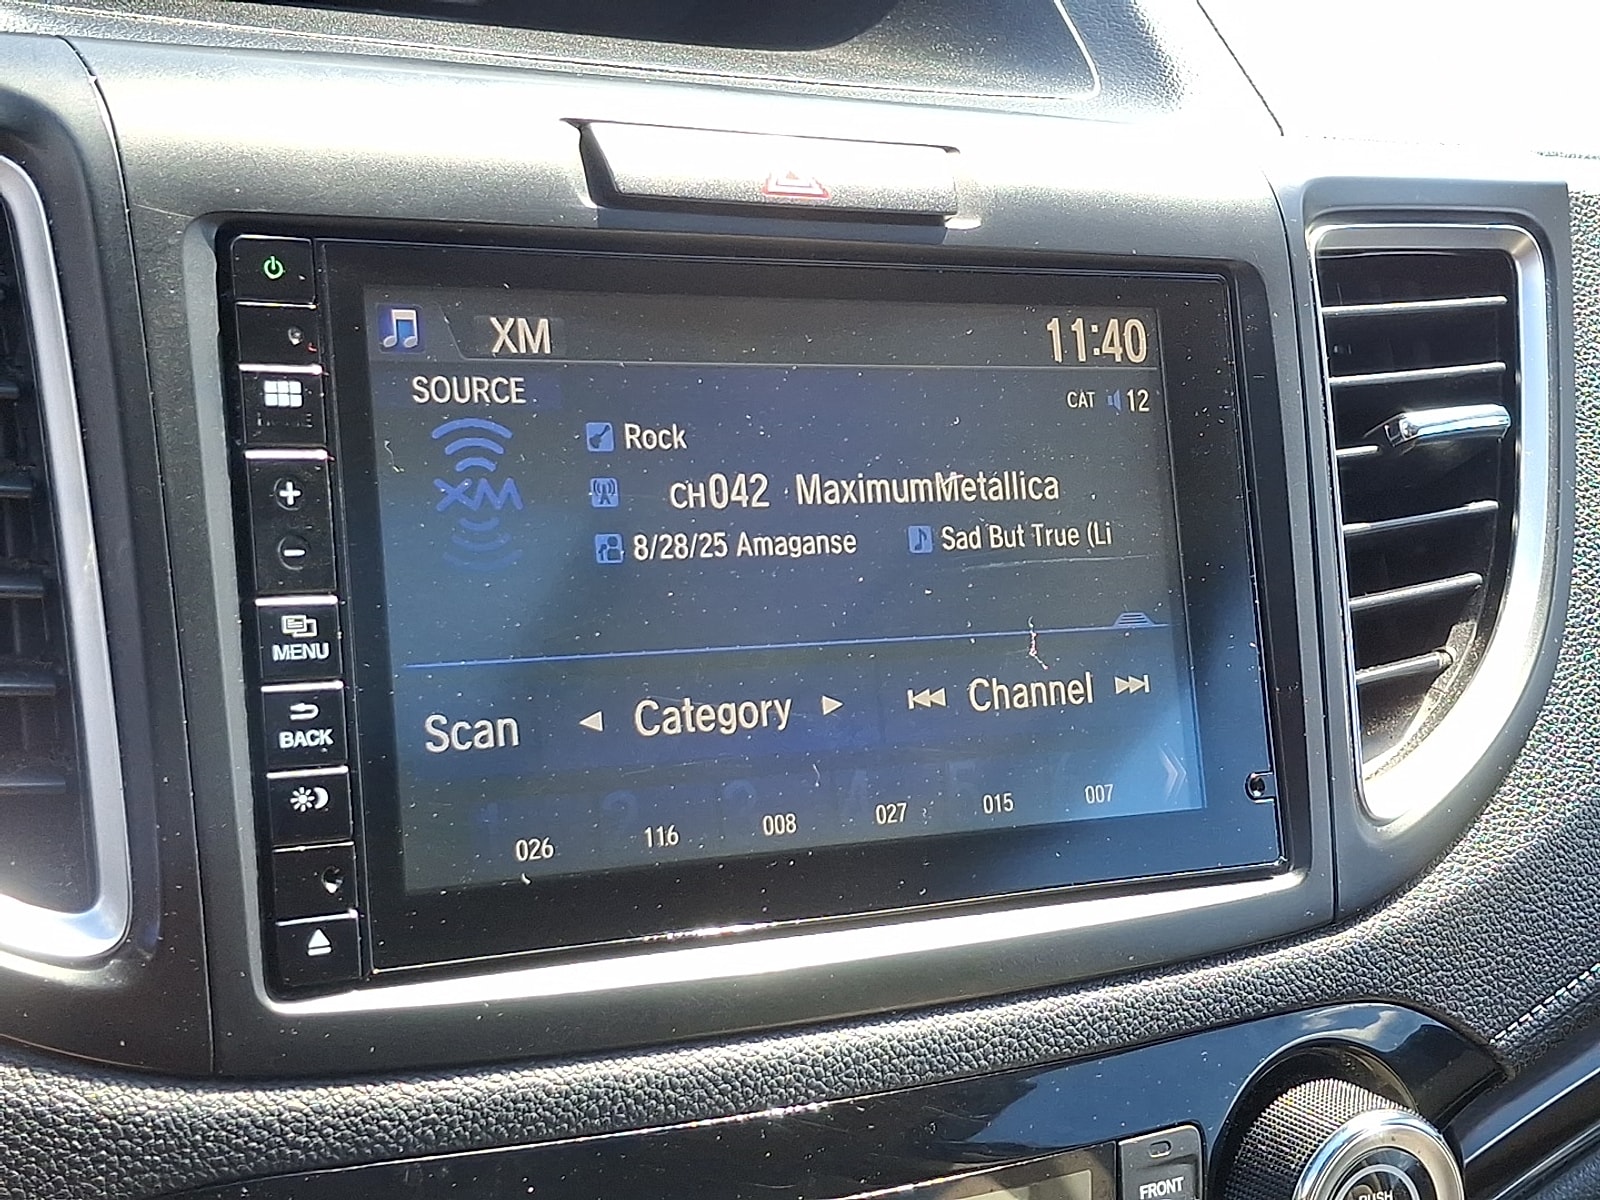 XM
11:40
SOURCE
CAT 12
Rock
XM
CH042 MaximumMetallica
8/28/25 Amaganse
Sad But True (Li
MENU
BACK
Scan
Category
Channel
026
116
008
027
015
007
FRONT
PUSH